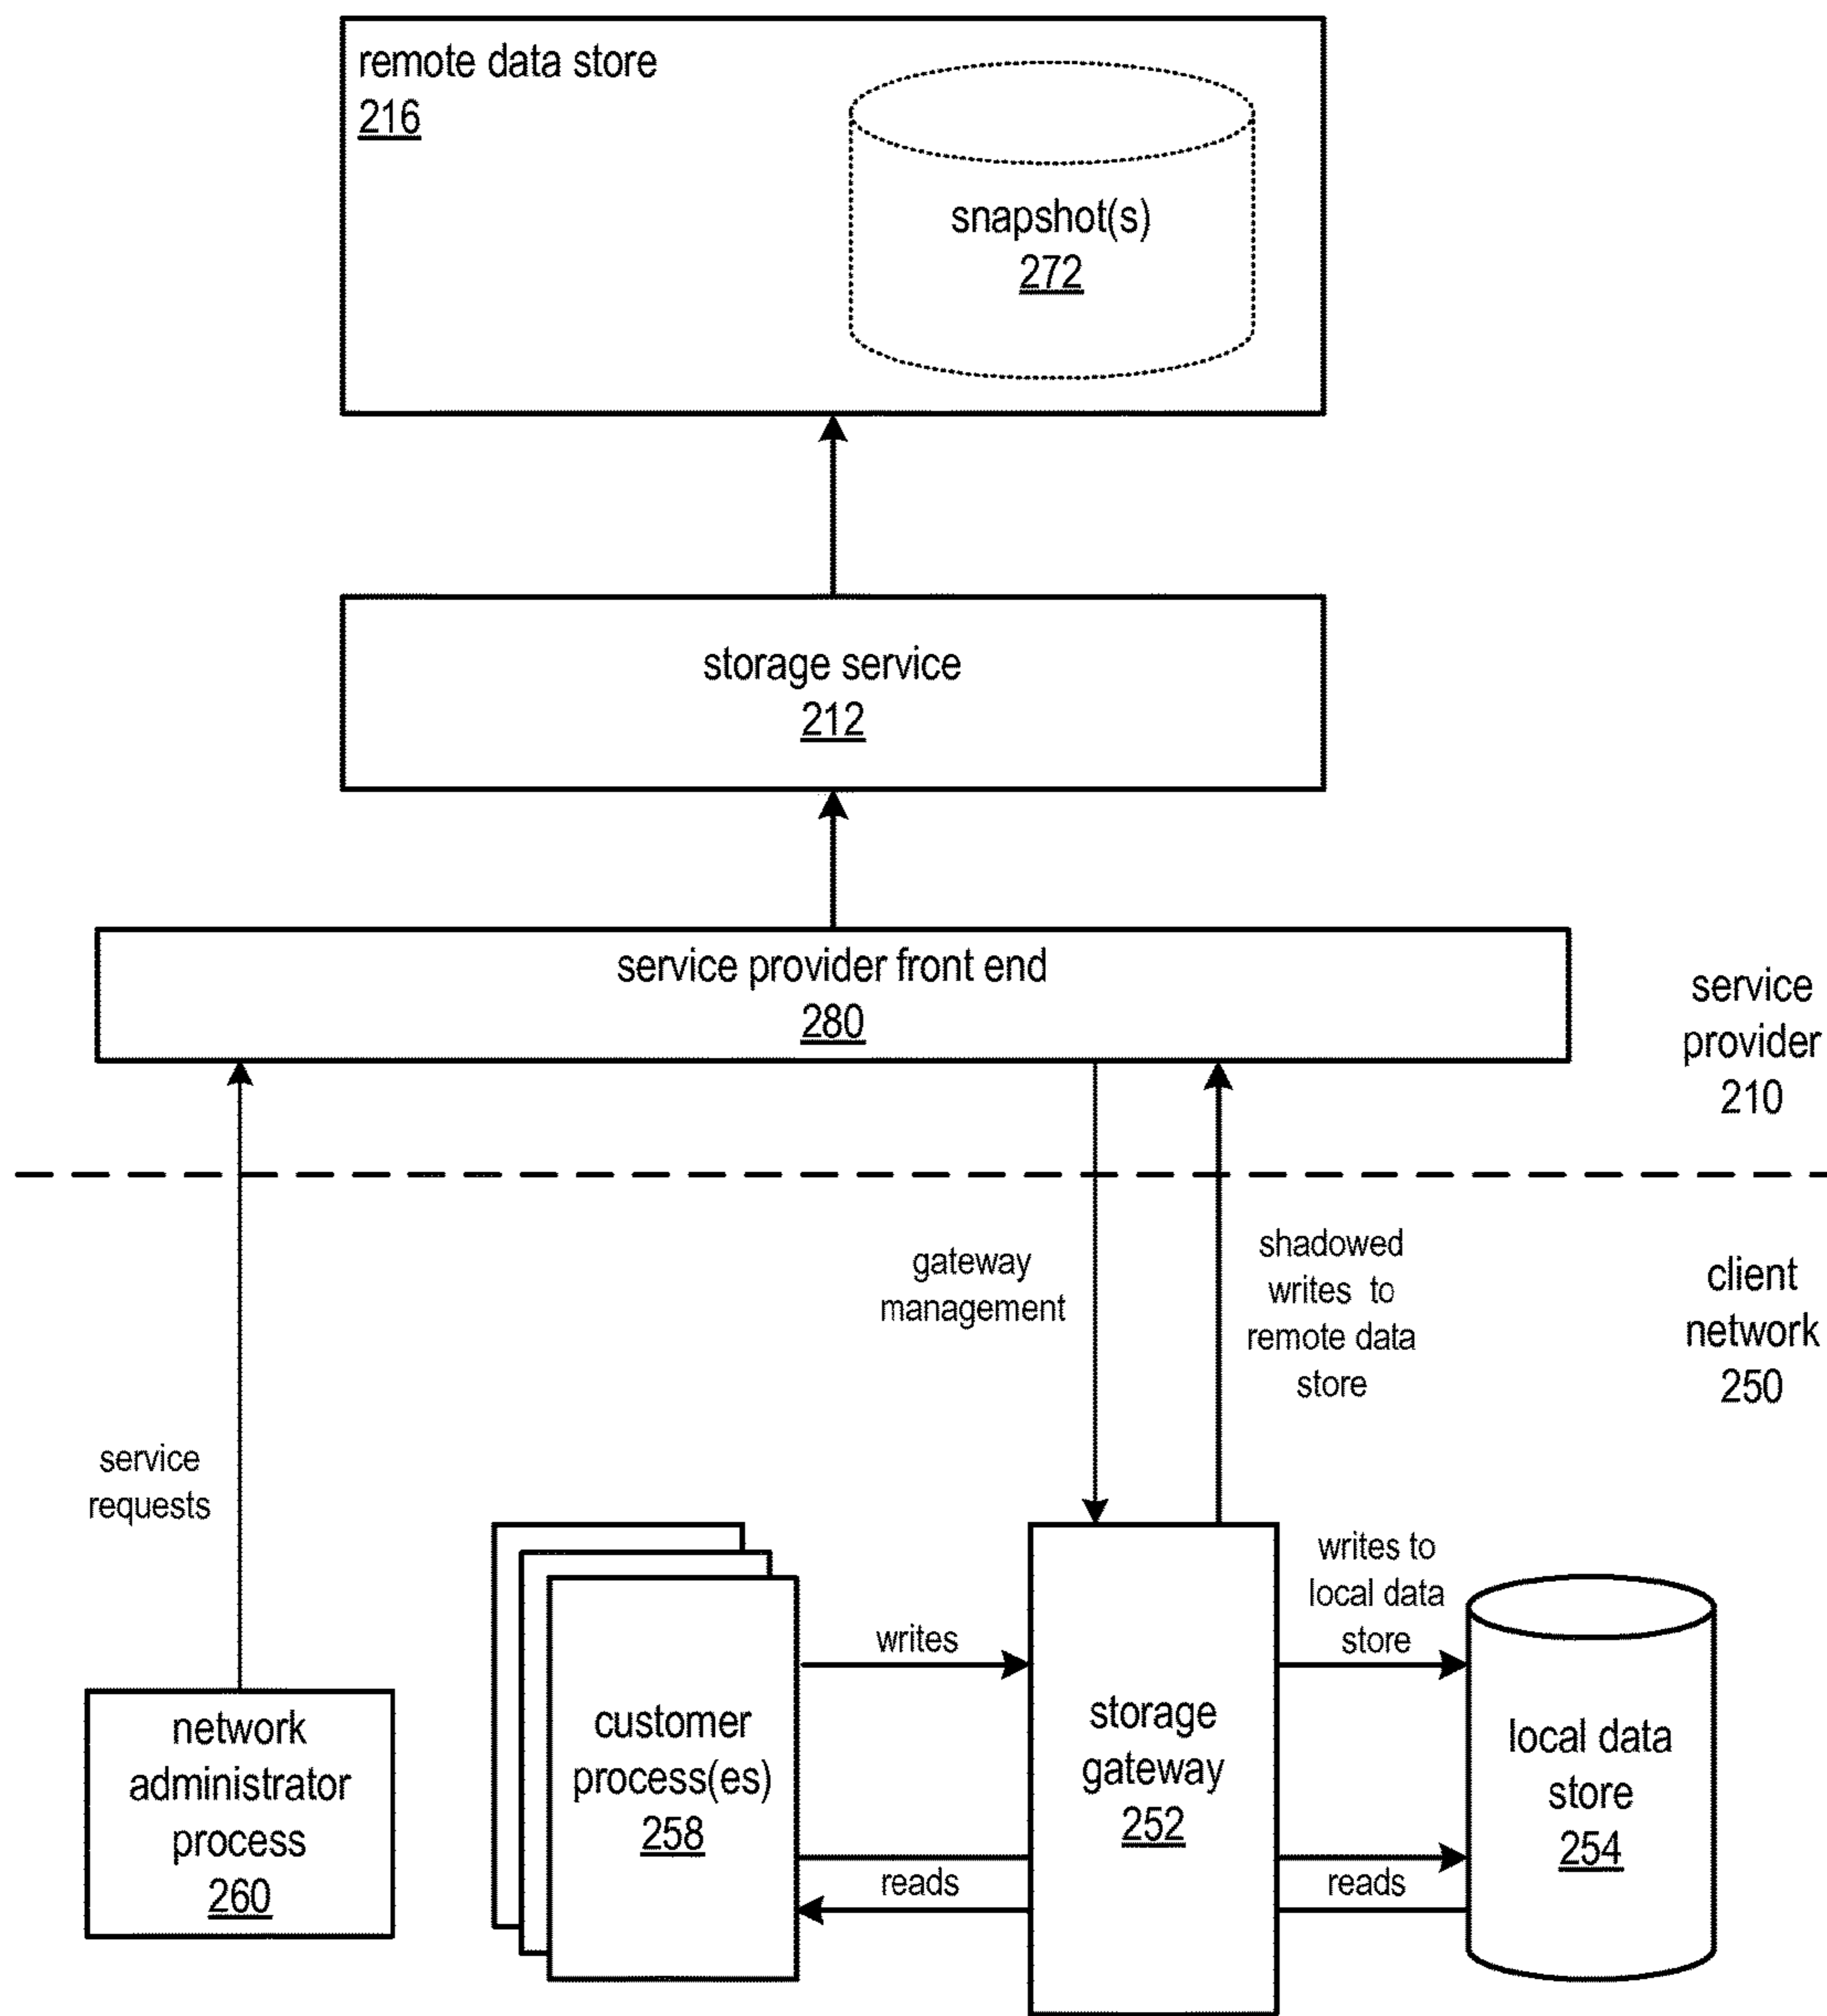 remote data store
216
snapshot(s)
272
storage service
212
service provider front end
280
service
provider
210
gateway
management
shadowed
writes to
remote data
store
client
network
250
service
requests
writes to
local data
store
writes
network
administrator
process
260
customer
process(es)
258
storage
gateway
252
local data
store
254
reads
reads